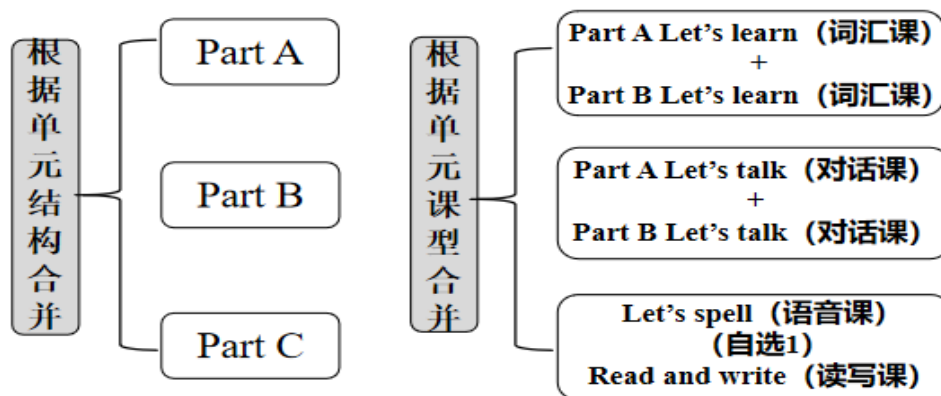 根据单元结构合并
Part A
Part B
Part C
根据单元课型合并
Part A Let’s learn（词汇课）
+
Part B Let’s learn（词汇课）
Part A Let’s talk（对话课）
+
Part B Let’s talk（对话课）
Let’s spell（语音课）
（自选1）
Read and write（读写课）